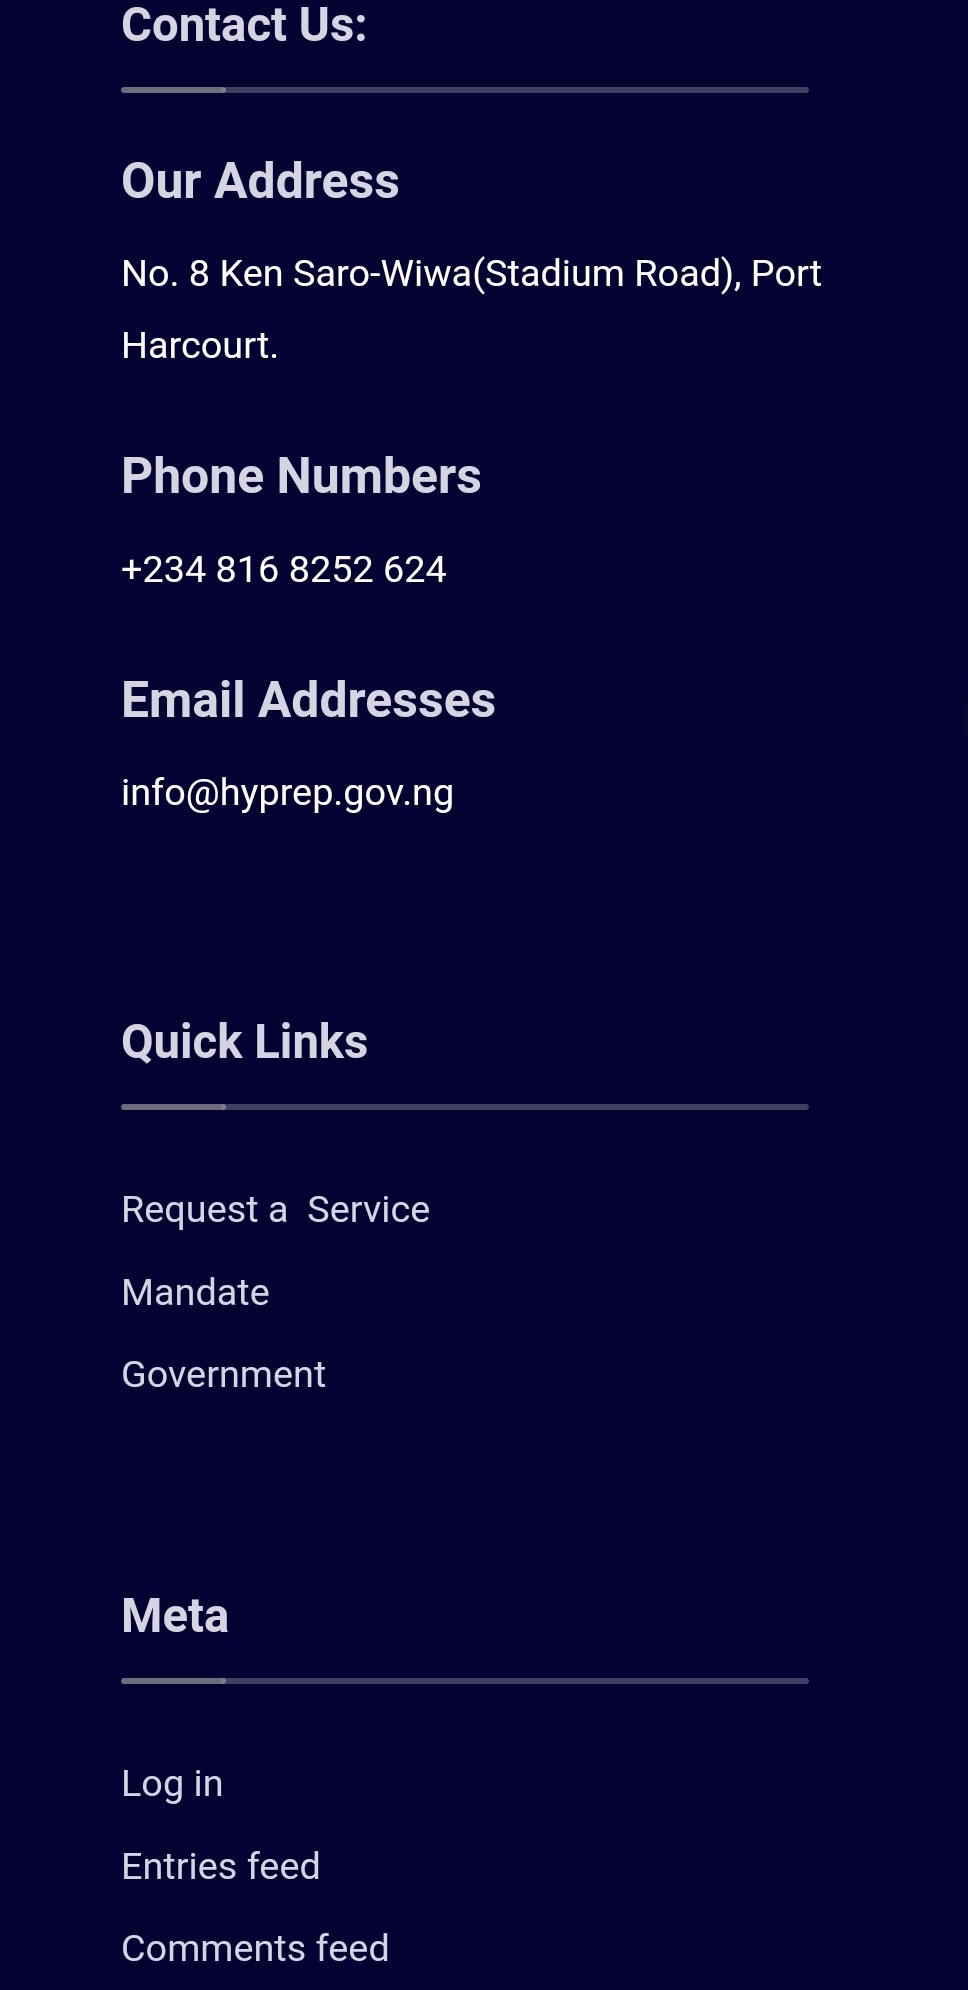 Contact Us:
Our Address
No. 8 Ken Saro-Wiwa(Stadium Road), Port
Harcourt.
Phone Numbers
+234 816 8252 624
Email Addresses
info@hyprep.gov.ng
Quick Links
Request a  Service
Mandate
Government
Meta
Log in
Entries feed
Comments feed